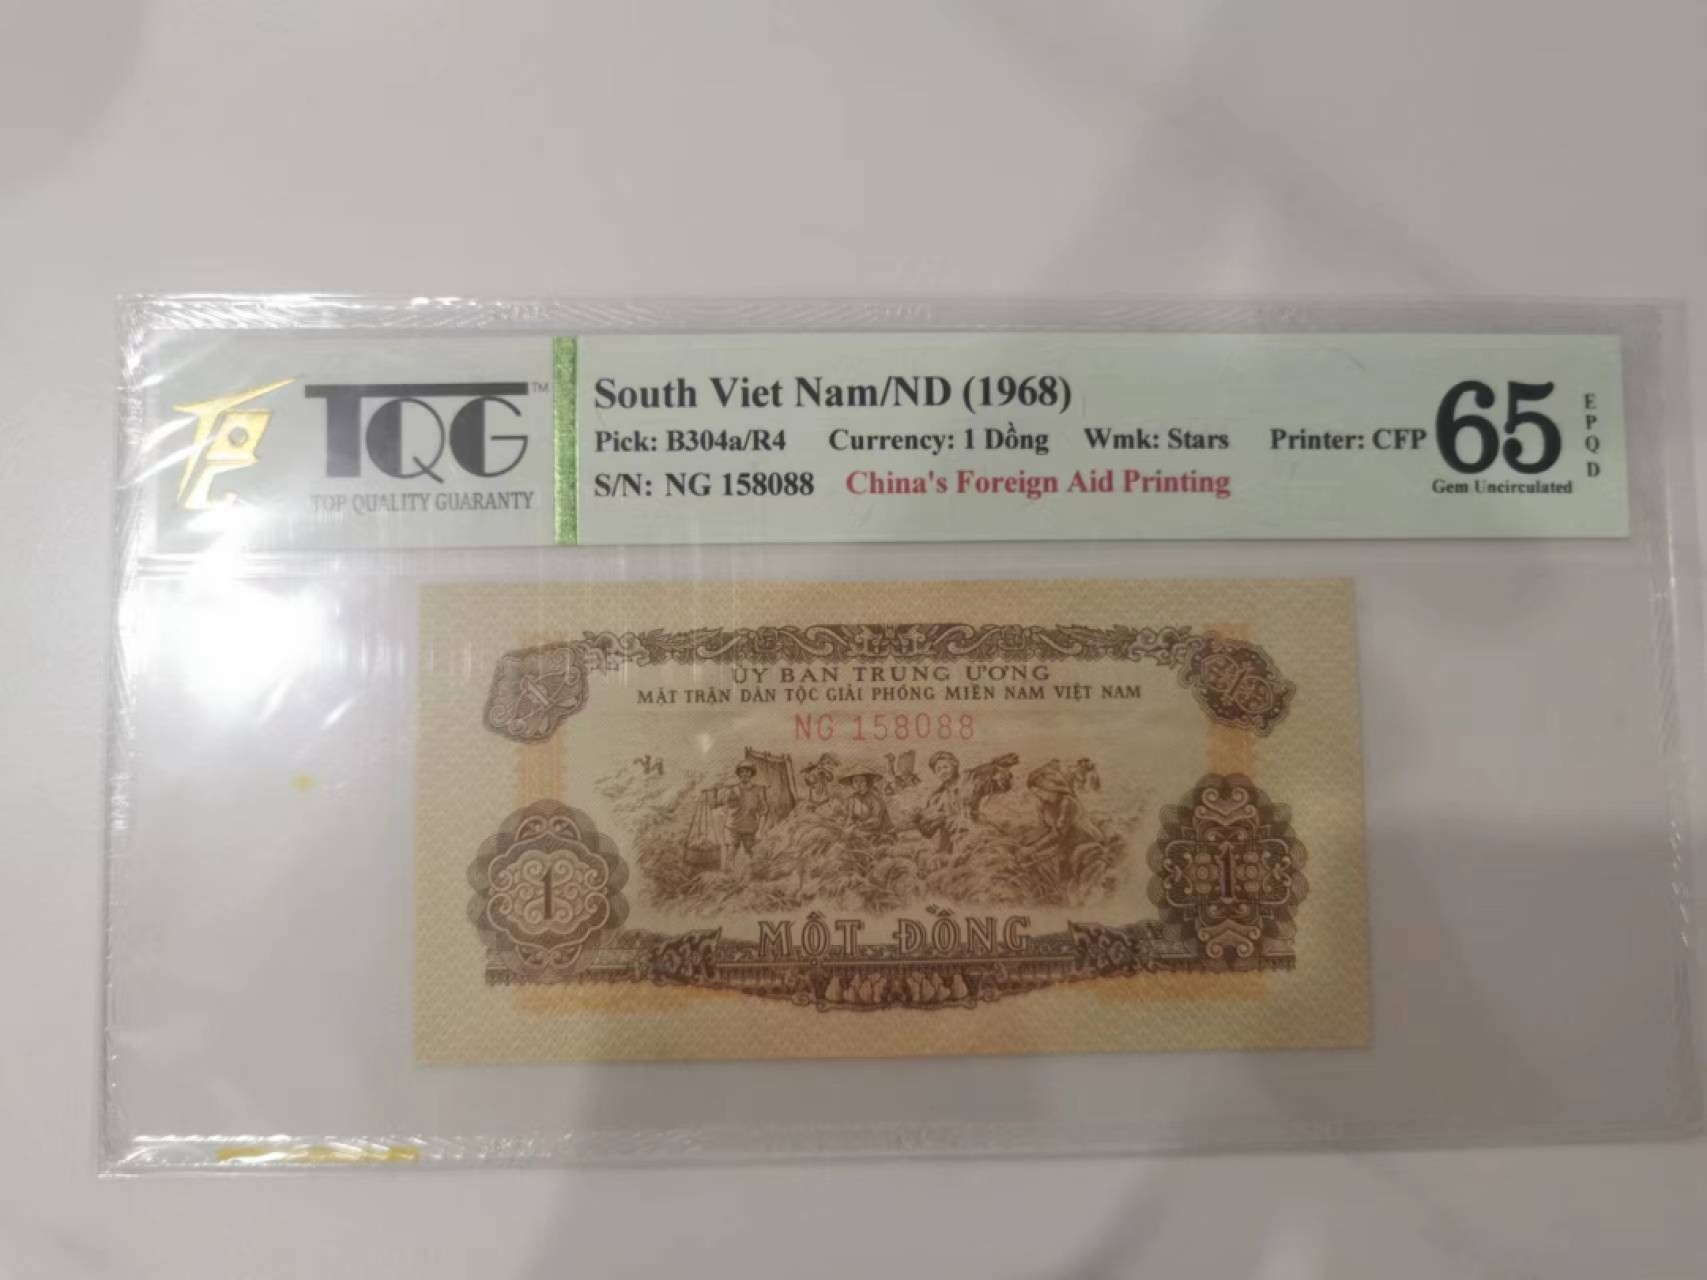 TQG™
TOP QUALITY GUARANTY
South Viet Nam/ND (1968)
Pick: B304a/R4 Currency: 1 Dồng Wmk: Stars Printer: CFP
S/N: NG 158088 China's Foreign Aid Printing
65
Gem Uncirculated
EPQD
ỦY BAN TRUNG ƯƠNG
MẶT TRẬN DÂN TỘC GIẢI PHÓNG MIỀN NAM VIỆT NAM
NG 158088
1 1
MỘT ĐỒNG